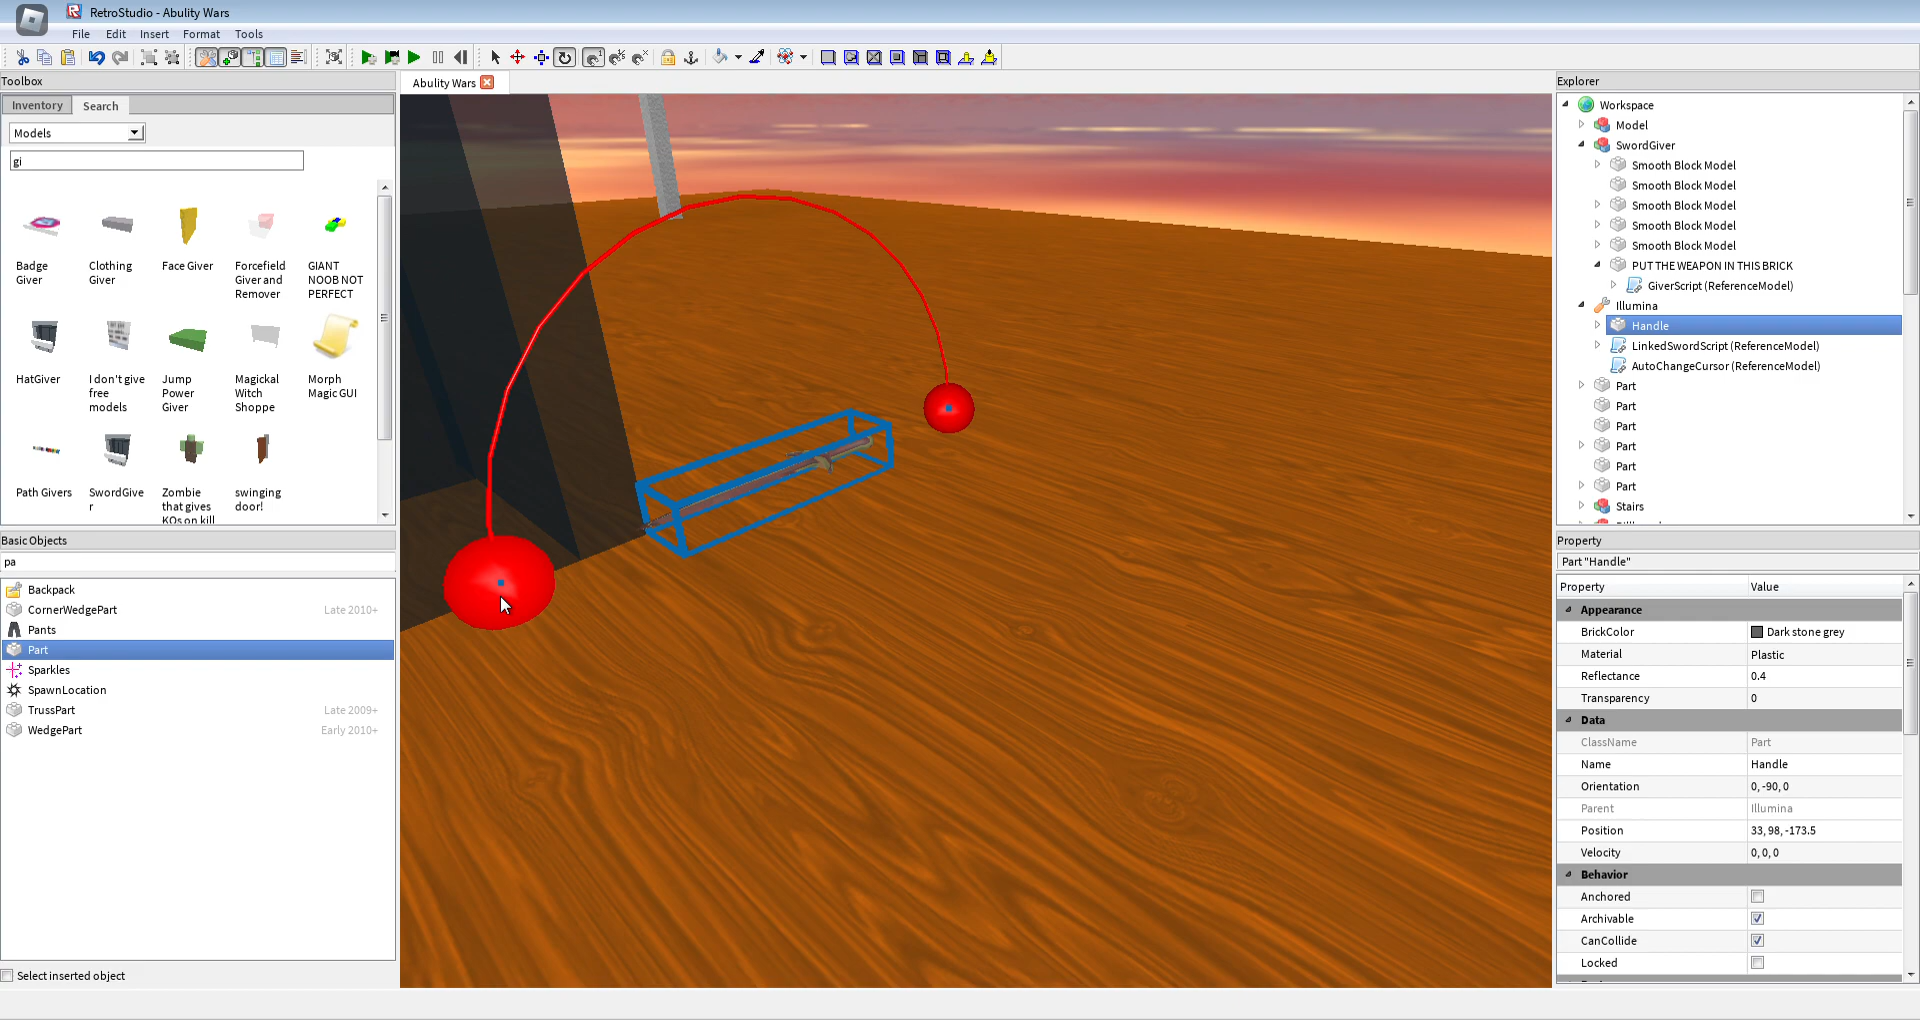 RetroStudio - Abulity Wars
File Edit Insert Format Tools
Toolbox
Inventory Search
Models
gi
Badge Giver
Clothing Giver
Face Giver
Forcefield Giver and Remover
GIANT NOOB NOT PERFECT
HatGiver
I don't give free models
Jump Power Giver
Magickal Witch Shoppe
Morph Magic GUI
Path Givers
SwordGiver
Zombie that gives KOs on kill
swinging door!
Basic Objects
pa
Backpack
CornerWedgePart Late 2010+
Pants
Part
Sparkles
SpawnLocation
TrussPart Late 2009+
WedgePart Early 2010+
Select inserted object
Abulity Wars
Explorer
Workspace
Model
SwordGiver
Smooth Block Model
Smooth Block Model
Smooth Block Model
Smooth Block Model
Smooth Block Model
PUT THE WEAPON IN THIS BRICK
GiverScript (ReferenceModel)
Illumina
Handle
LinkedSwordScript (ReferenceModel)
AutoChangeCursor (ReferenceModel)
Part
Part
Part
Part
Part
Part
Stairs
Property
Part "Handle"
Property Value
Appearance
BrickColor Dark stone grey
Material Plastic
Reflectance 0.4
Transparency 0
Data
ClassName Part
Name Handle
Orientation 0, -90, 0
Parent Illumina
Position 33, 98, -173.5
Velocity 0, 0, 0
Behavior
Anchored
Archivable
CanCollide
Locked